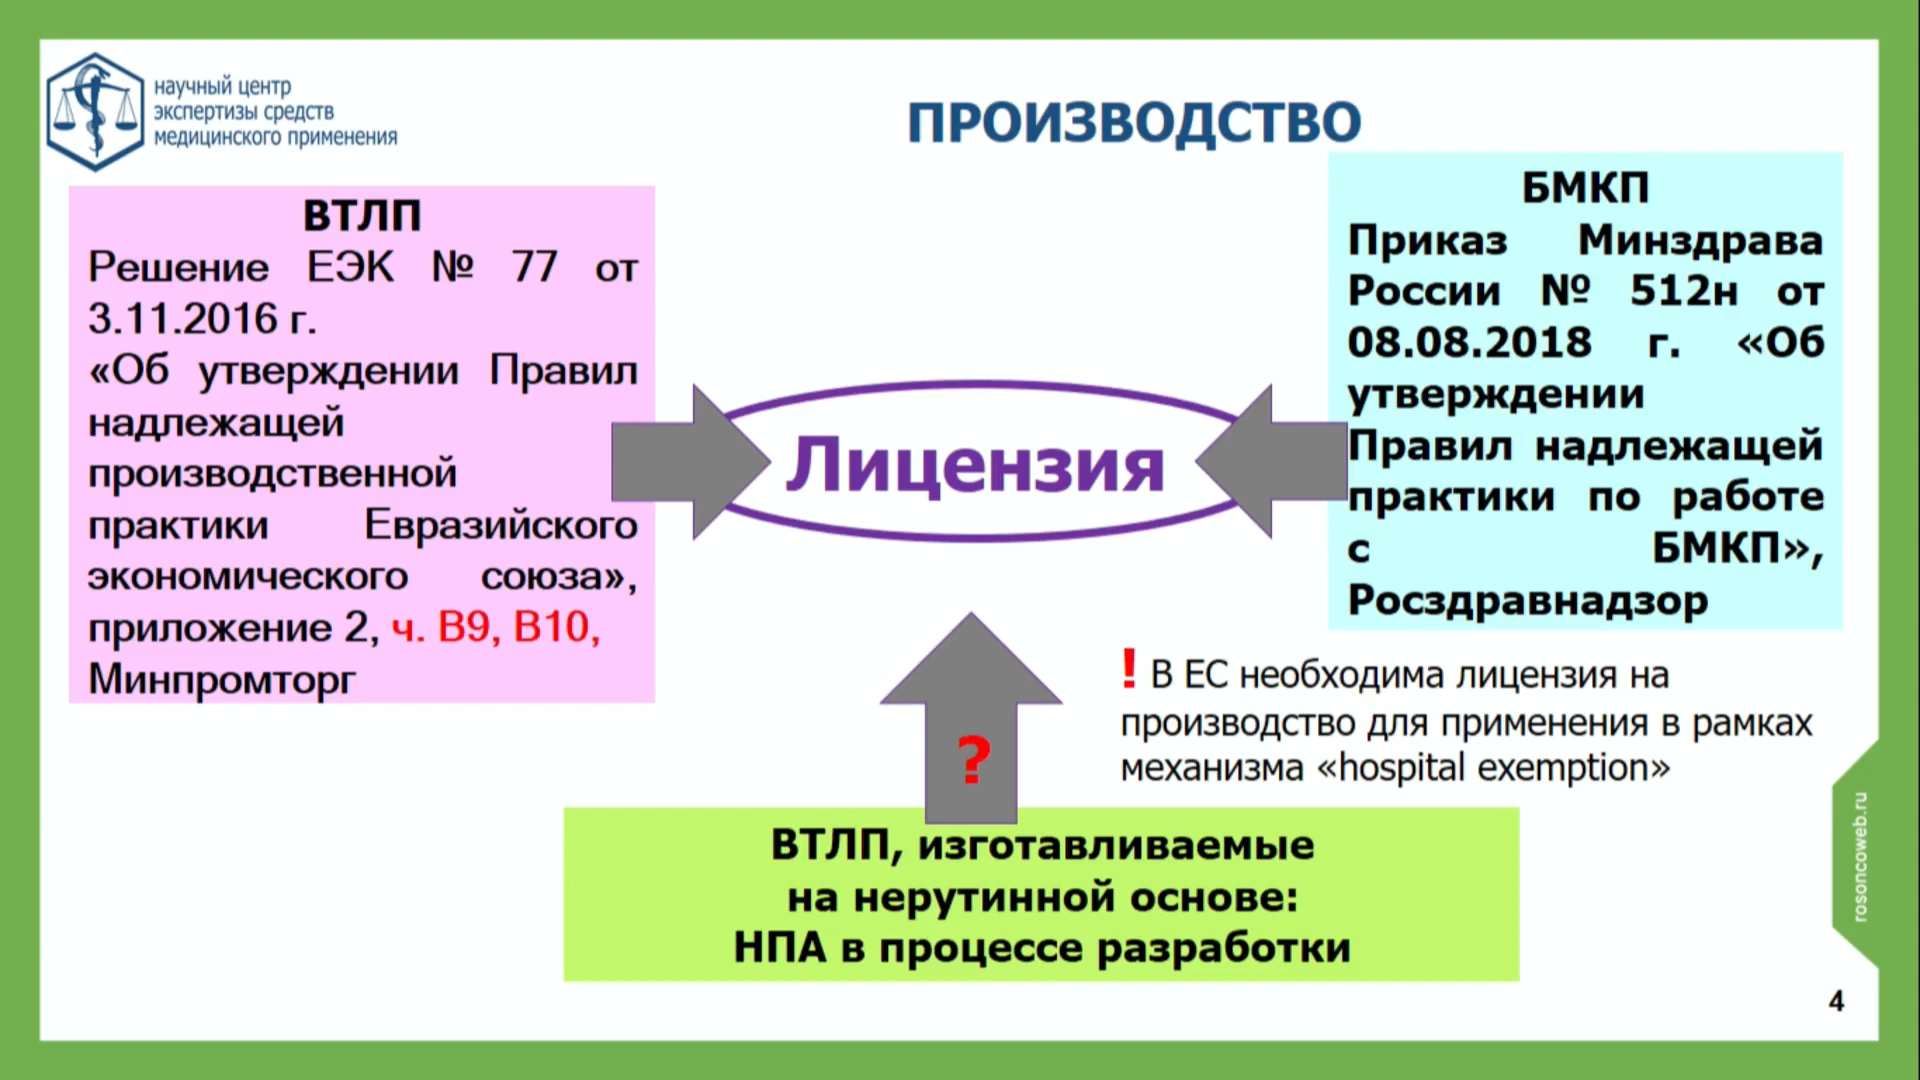 научный центр
экспертизы средств
медицинского применения
ПРОИЗВОДСТВО
ВТЛП
Решение ЕЭК № 77 от
3.11.2016 г.
«Об утверждении Правил
надлежащей
производственной
практики Евразийского
экономического союза»,
приложение 2, ч. В9, В10,
Минпромторг
Лицензия
БМКП
Приказ Минздрава
России № 512н от
08.08.2018 г. «Об
утверждении
Правил надлежащей
практики по работе
с БМКП»,
Росздравнадзор
! В ЕС необходима лицензия на
производство для применения в рамках
механизма «hospital exemption»
?
ВТЛП, изготавливаемые
на нерутинной основе:
НПА в процессе разработки
rosoncoweb.ru
4